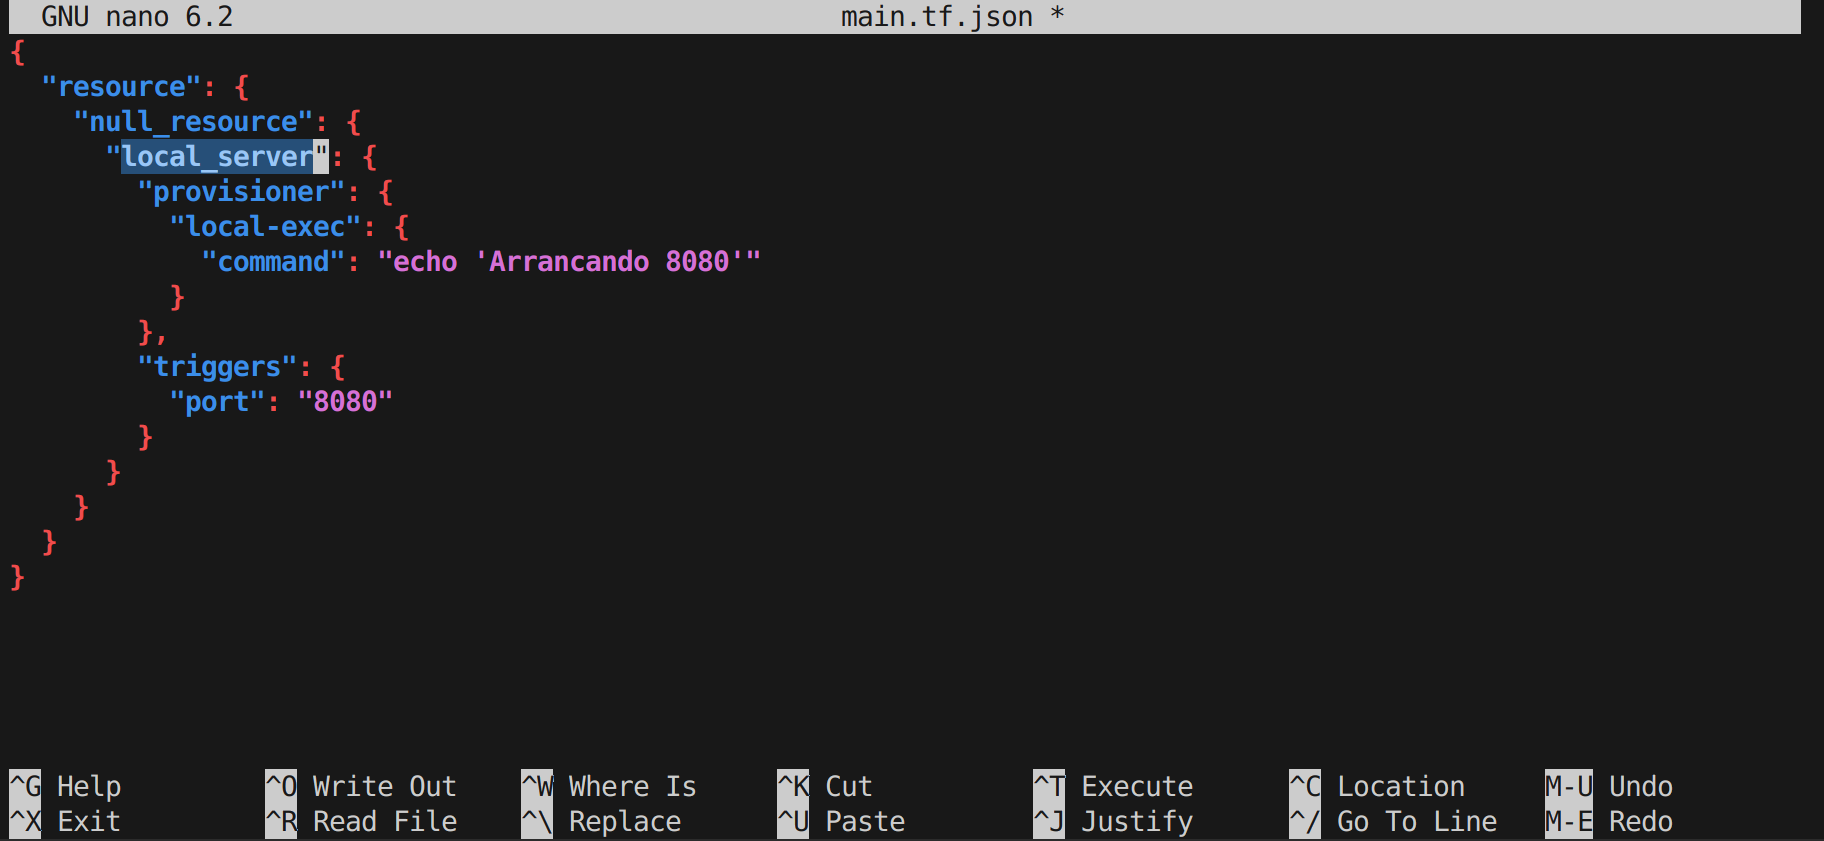 GNU nano 6.2 main.tf.json *
{
  "resource": {
    "null_resource": {
      "local_server": {
        "provisioner": {
          "local-exec": {
            "command": "echo 'Arrancando 8080'"
          }
        },
        "triggers": {
          "port": "8080"
        }
      }
    }
  }
}
^G Help ^O Write Out ^W Where Is ^K Cut ^T Execute ^C Location M-U Undo
^X Exit ^R Read File ^\ Replace ^U Paste ^J Justify ^/ Go To Line M-E Redo